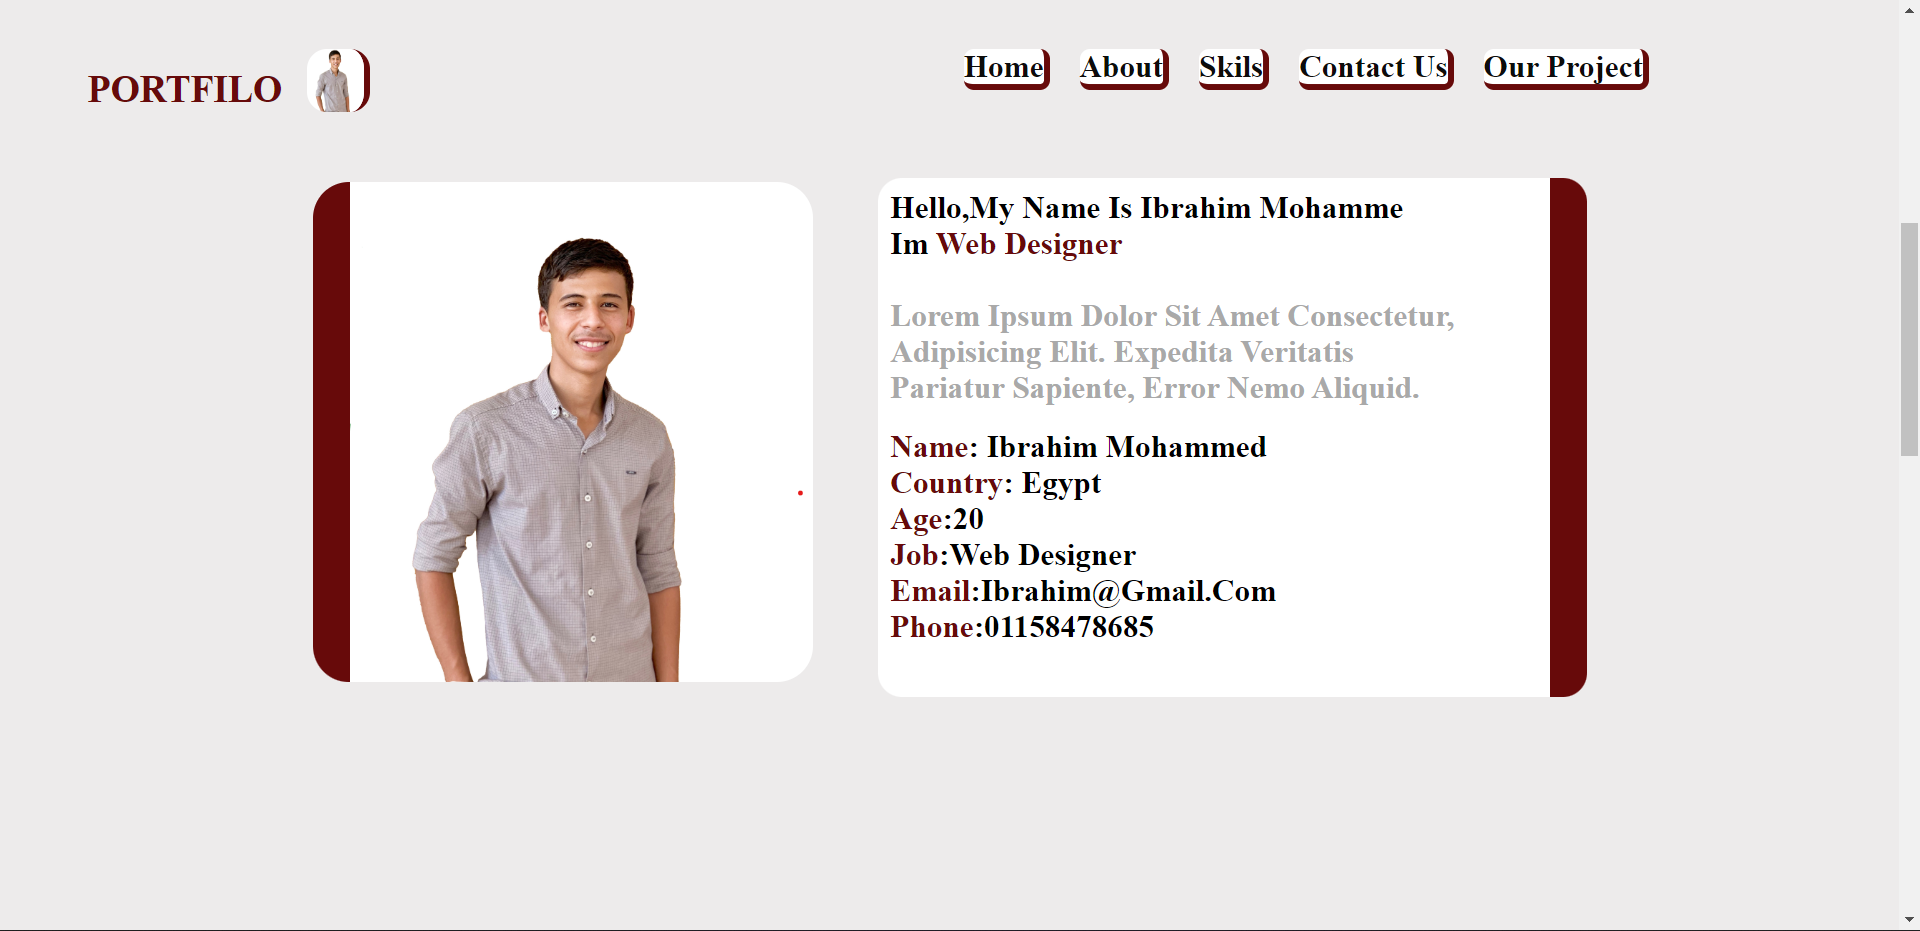 PORTFILO
Home About Skils Contact Us Our Project
Hello,My Name Is Ibrahim Mohamme
Im Web Designer
Lorem Ipsum Dolor Sit Amet Consectetur,
Adipisicing Elit. Expedita Veritatis
Pariatur Sapiente, Error Nemo Aliquid.
Name: Ibrahim Mohammed
Country: Egypt
Age:20
Job:Web Designer
Email:Ibrahim@Gmail.Com
Phone:01158478685